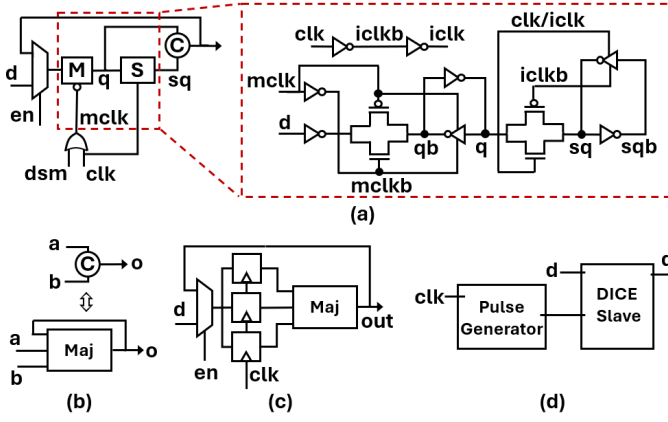 d
en
M
q
S
C
sq
mclk
dsm
clk
clk
iclkb
iclk
clk/iclk
mclk
iclkb
d
qb
q
sq
sqb
mclkb
(a)
a
b
C
o
a
b
Maj
o
(b)
d
en
clk
Maj
out
(c)
clk
Pulse
Generator
d
DICE
Slave
(d)